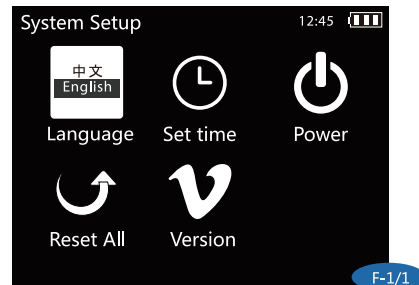 System Setup 12:45
中文
English
Language Set time Power
Reset All Version
F-1/1